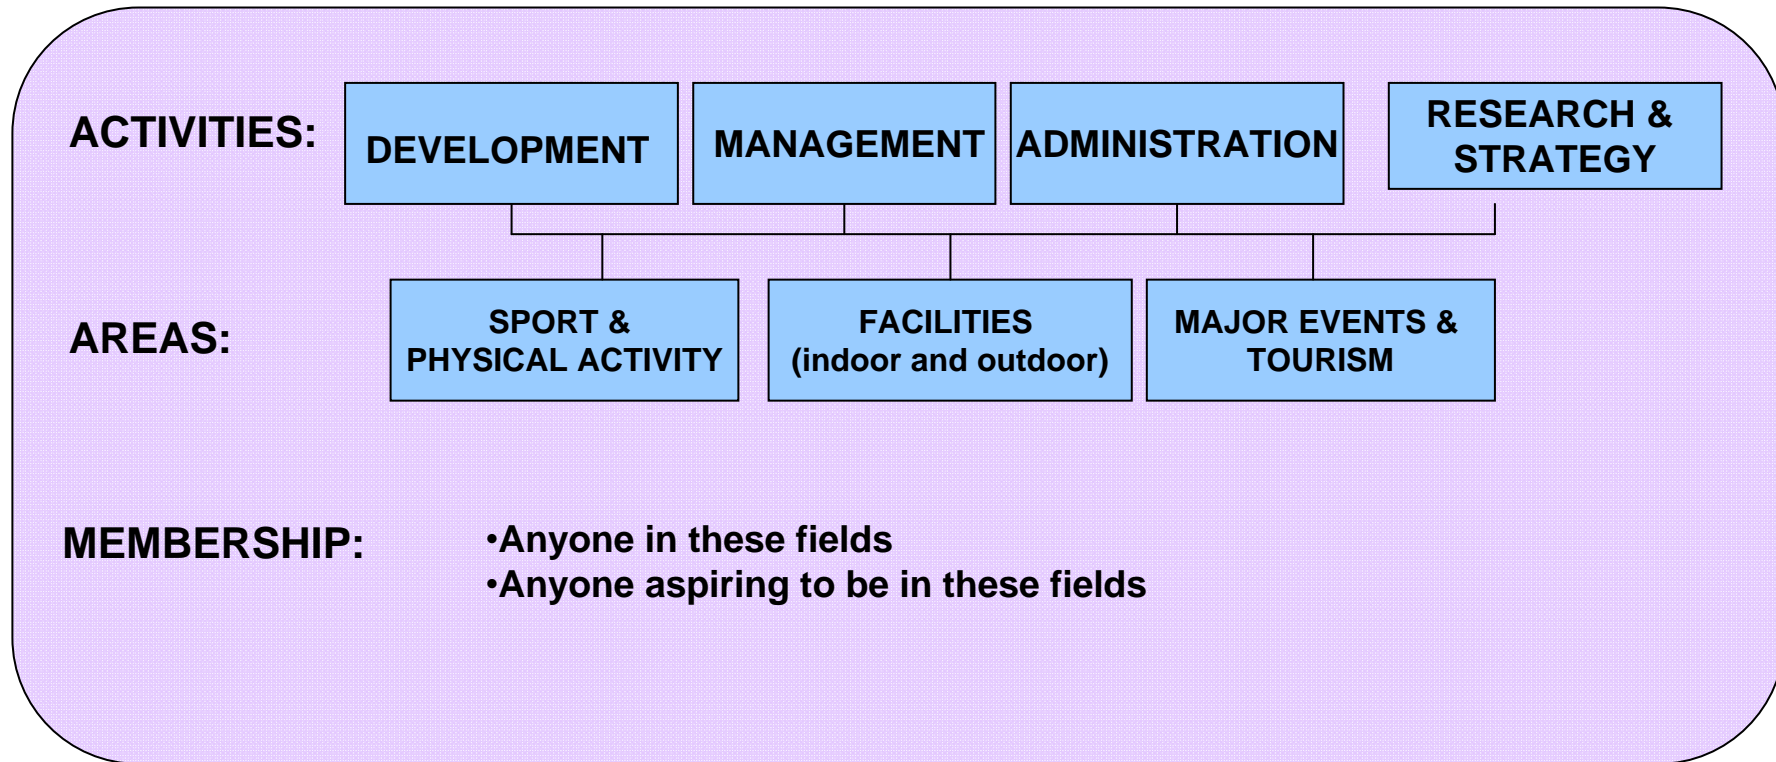 ACTIVITIES:
DEVELOPMENT
MANAGEMENT
ADMINISTRATION
RESEARCH &
STRATEGY
AREAS:
SPORT &
PHYSICAL ACTIVITY
FACILITIES
(indoor and outdoor)
MAJOR EVENTS &
TOURISM
MEMBERSHIP:
•Anyone in these fields
•Anyone aspiring to be in these fields